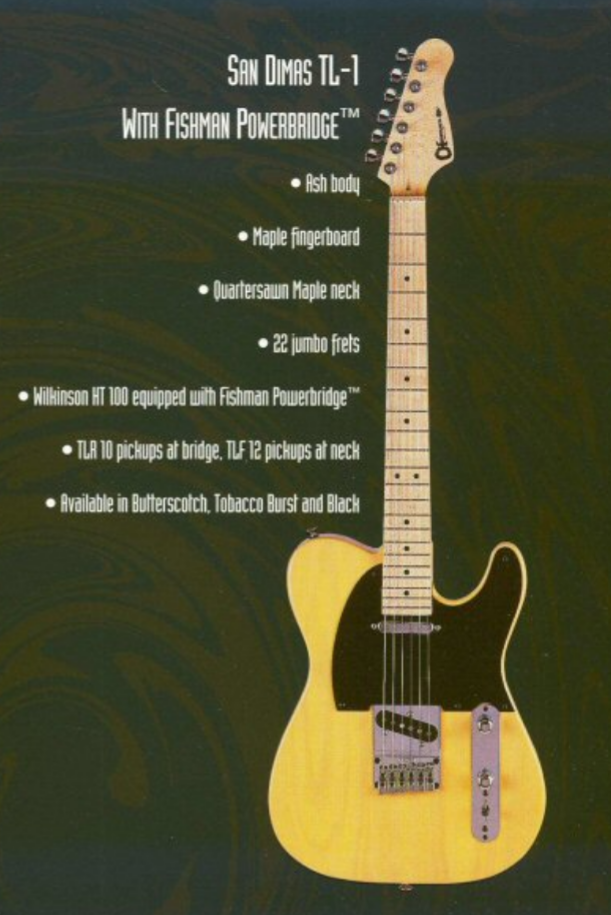 San Dimas TL-1
With Fishman Powerbridge™
• Ash body
• Maple fingerboard
• Quartersawn Maple neck
• 22 jumbo frets
• Wilkinson HT 100 equipped with Fishman Powerbridge™
• TLR 10 pickups at bridge, TLF 12 pickups at neck
• Available in Butterscotch, Tobacco Burst and Black